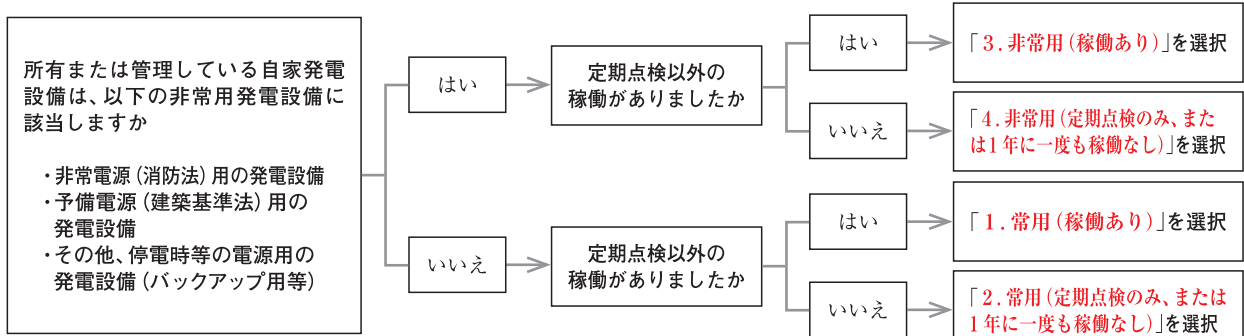 所有または管理している自家発電
設備は、以下の非常用発電設備に
該当しますか
・非常電源（消防法）用の発電設備
・予備電源（建築基準法）用の
発電設備
・その他、停電時等の電源用の
発電設備（バックアップ用等）
はい
定期点検以外の
稼働がありましたか
はい
「３．非常用（稼働あり）」を選択
いいえ
「４．非常用（定期点検のみ、また
は１年に一度も稼働なし）」を選択
いいえ
定期点検以外の
稼働がありましたか
はい
「１．常用（稼働あり）」を選択
いいえ
「２．常用（定期点検のみ、または
１年に一度も稼働なし）」を選択